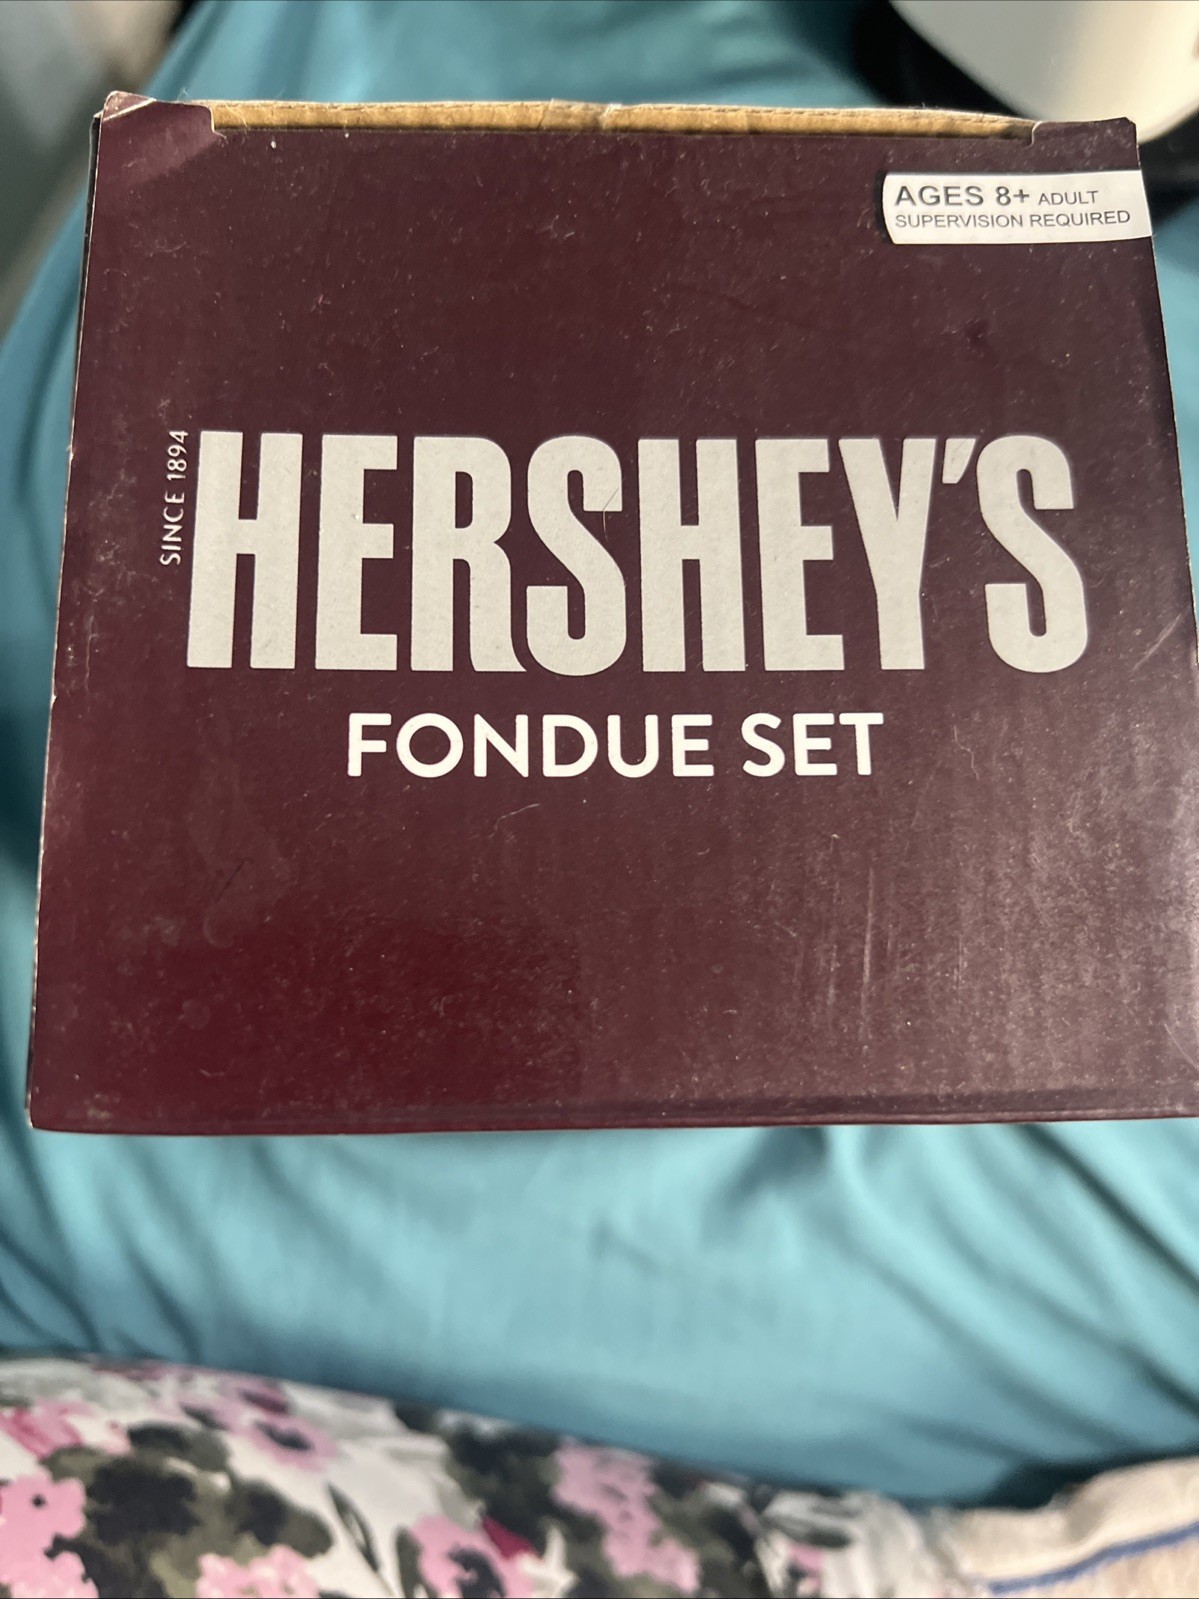 AGES 8+ ADULT
SUPERVISION REQUIRED
SINCE 1894
HERSHEY'S
FONDUE SET